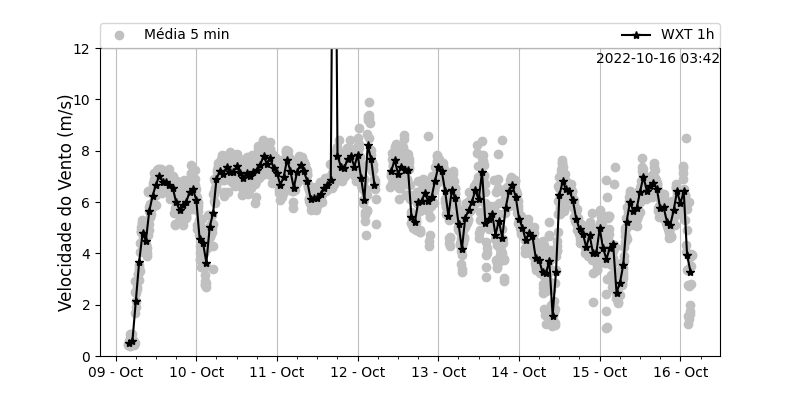 Média 5 min
WXT 1h
2022-10-16 03:42
Velocidade do Vento (m/s)
12
10
8
6
4
2
0
09 - Oct
10 - Oct
11 - Oct
12 - Oct
13 - Oct
14 - Oct
15 - Oct
16 - Oct